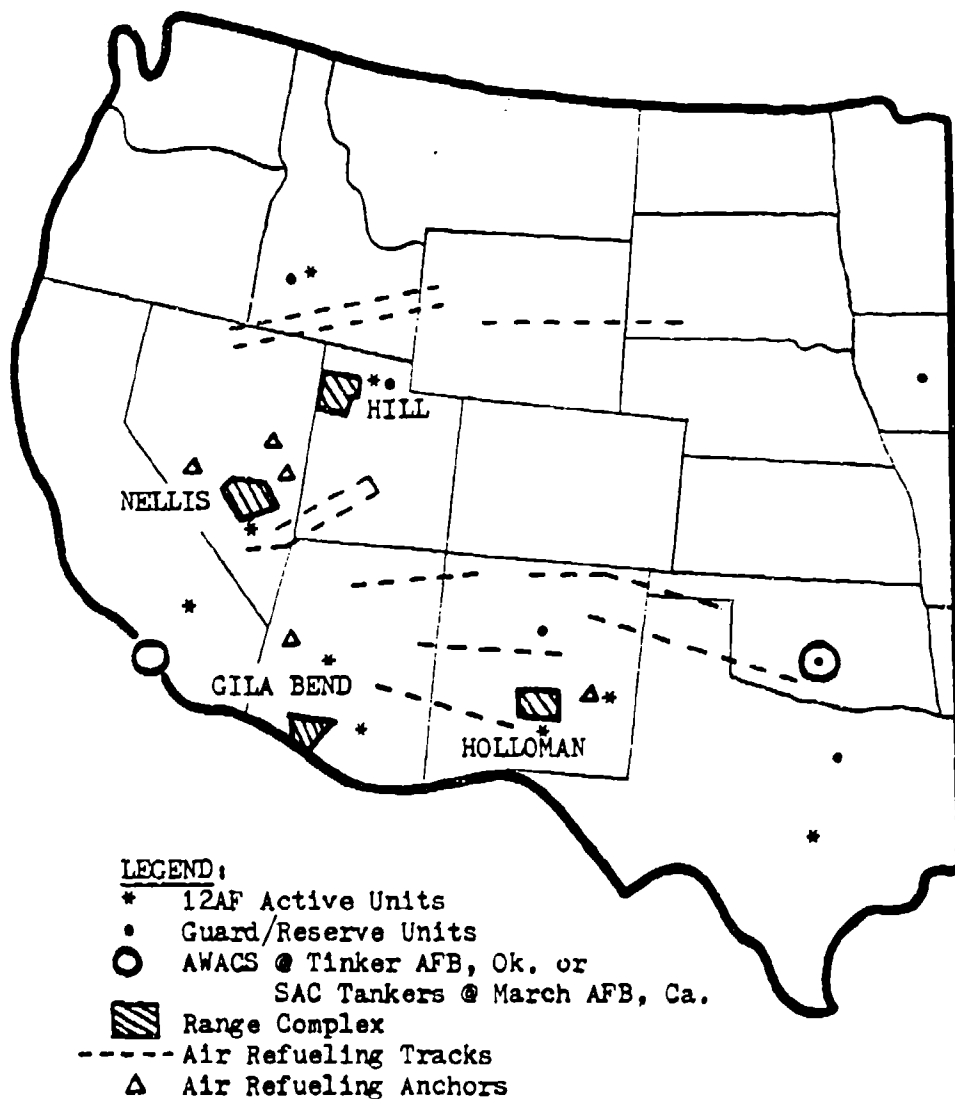 HILL
NELLIS
GILA BEND
HOLLOMAN
LEGEND:
* 12AF Active Units
• Guard/Reserve Units
AWACS @ Tinker AFB, Ok. or
SAC Tankers @ March AFB, Ca.
Range Complex
Air Refueling Tracks
Air Refueling Anchors